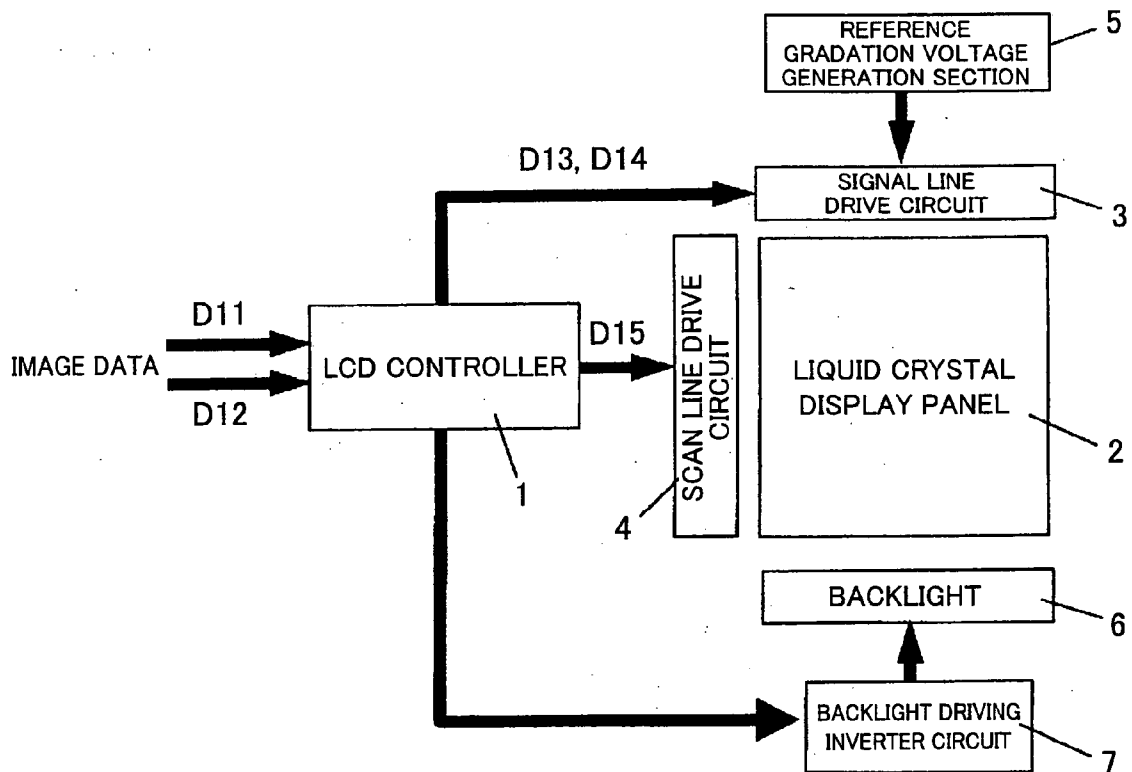 REFERENCE
GRADATION VOLTAGE
GENERATION SECTION
5
D13, D14
SIGNAL LINE
DRIVE CIRCUIT
3
D11
IMAGE DATA
D12
LCD CONTROLLER
1
D15
SCAN LINE DRIVE
CIRCUIT
4
LIQUID CRYSTAL
DISPLAY PANEL
2
BACKLIGHT
6
BACKLIGHT DRIVING
INVERTER CIRCUIT
7